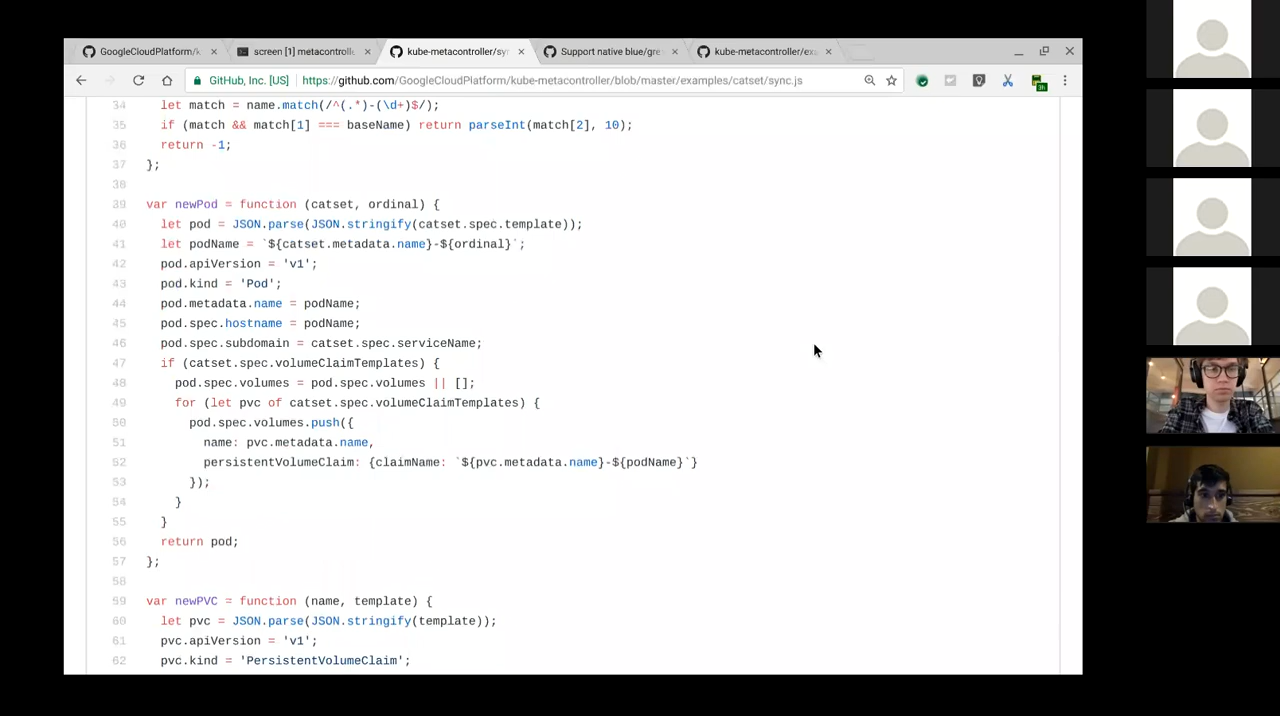 GoogleCloudPlatform/k
screen [1] metacontrolle
kube-metacontroller/syn
Support native blue/gre
kube-metacontroller/exa
GitHub, Inc. [US]
https://github.com/GoogleCloudPlatform/kube-metacontroller/blob/master/examples/catset/sync.js
34 let match = name.match(/^(.*)-(\d+)$/);
35 if (match && match[1] === baseName) return parseInt(match[2], 10);
36 return -1;
37 };
38
39 var newPod = function (catset, ordinal) {
40 let pod = JSON.parse(JSON.stringify(catset.spec.template));
41 let podName = `${catset.metadata.name}-${ordinal}`;
42 pod.apiVersion = 'v1';
43 pod.kind = 'Pod';
44 pod.metadata.name = podName;
45 pod.spec.hostname = podName;
46 pod.spec.subdomain = catset.spec.serviceName;
47 if (catset.spec.volumeClaimTemplates) {
48 pod.spec.volumes = pod.spec.volumes || [];
49 for (let pvc of catset.spec.volumeClaimTemplates) {
50 pod.spec.volumes.push({
51 name: pvc.metadata.name,
52 persistentVolumeClaim: {claimName: `${pvc.metadata.name}-${podName}`}
53 });
54 }
55 }
56 return pod;
57 };
58
59 var newPVC = function (name, template) {
60 let pvc = JSON.parse(JSON.stringify(template));
61 pvc.apiVersion = 'v1';
62 pvc.kind = 'PersistentVolumeClaim';